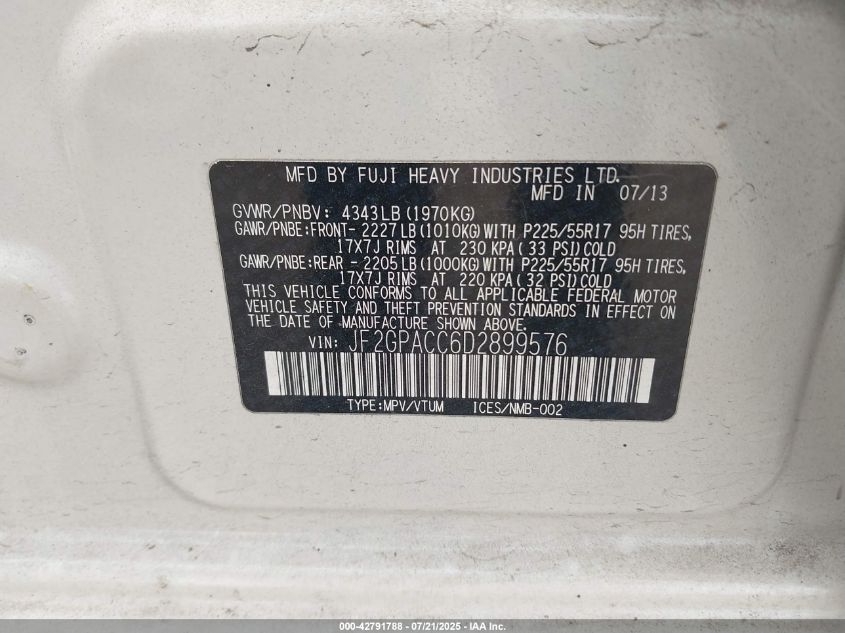 MFD BY FUJI HEAVY INDUSTRIES LTD.
MFD IN 07/13
GVWR/PNBV: 4343LB (1970KG)
GAWR/PNBE:FRONT- 2227LB (1010KG) WITH P225/55R17 95H TIRES,
17X7J RIMS AT 230 KPA ( 33 PSI) COLD
GAWR/PNBE:REAR - 2205LB (1000KG) WITH P225/55R17 95H TIRES,
17X7J RIMS AT 220 KPA ( 32 PSI) COLD
THIS VEHICLE CONFORMS TO ALL APPLICABLE FEDERAL MOTOR
VEHICLE SAFETY AND THEFT PREVENTION STANDARDS IN EFFECT ON
THE DATE OF MANUFACTURE SHOWN ABOVE.
VIN: JF2GPACC6D2899576
TYPE:MPV/VTUM ICES/NMB-002
000-42791788 - 07/21/2025 - IAA Inc.